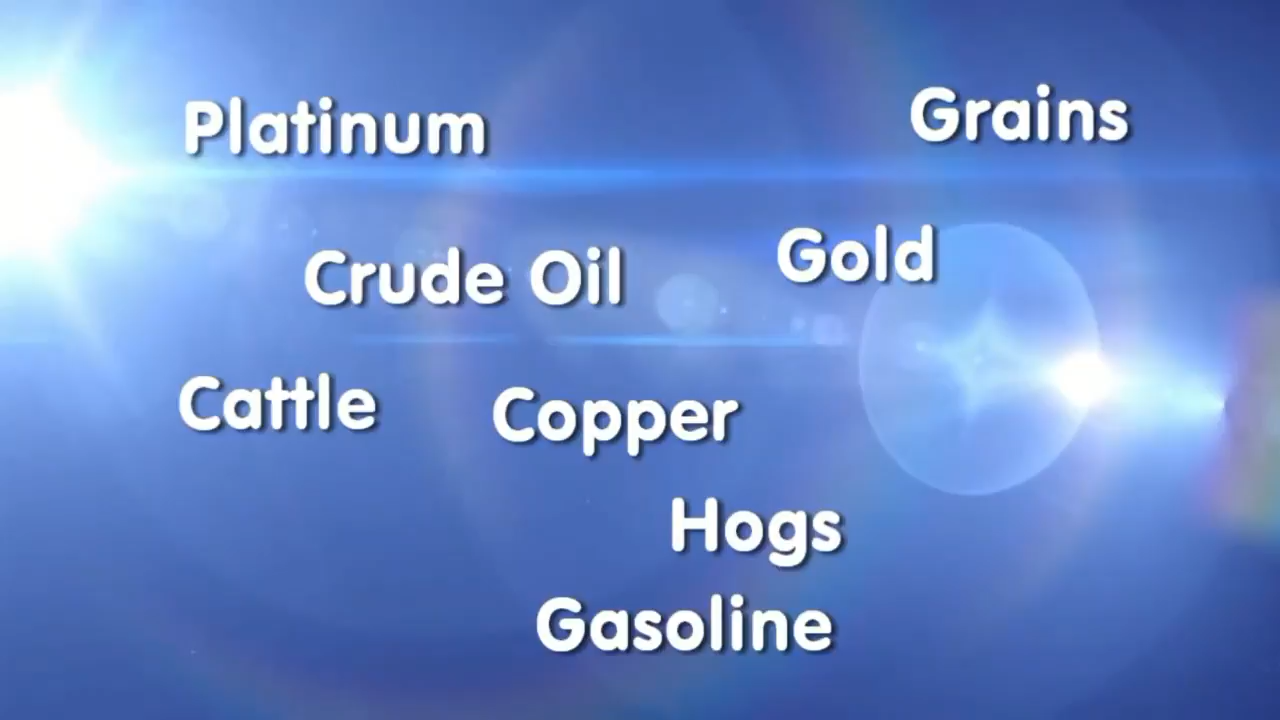 Platinum
Grains
Crude Oil
Gold
Cattle
Copper
Hogs
Gasoline